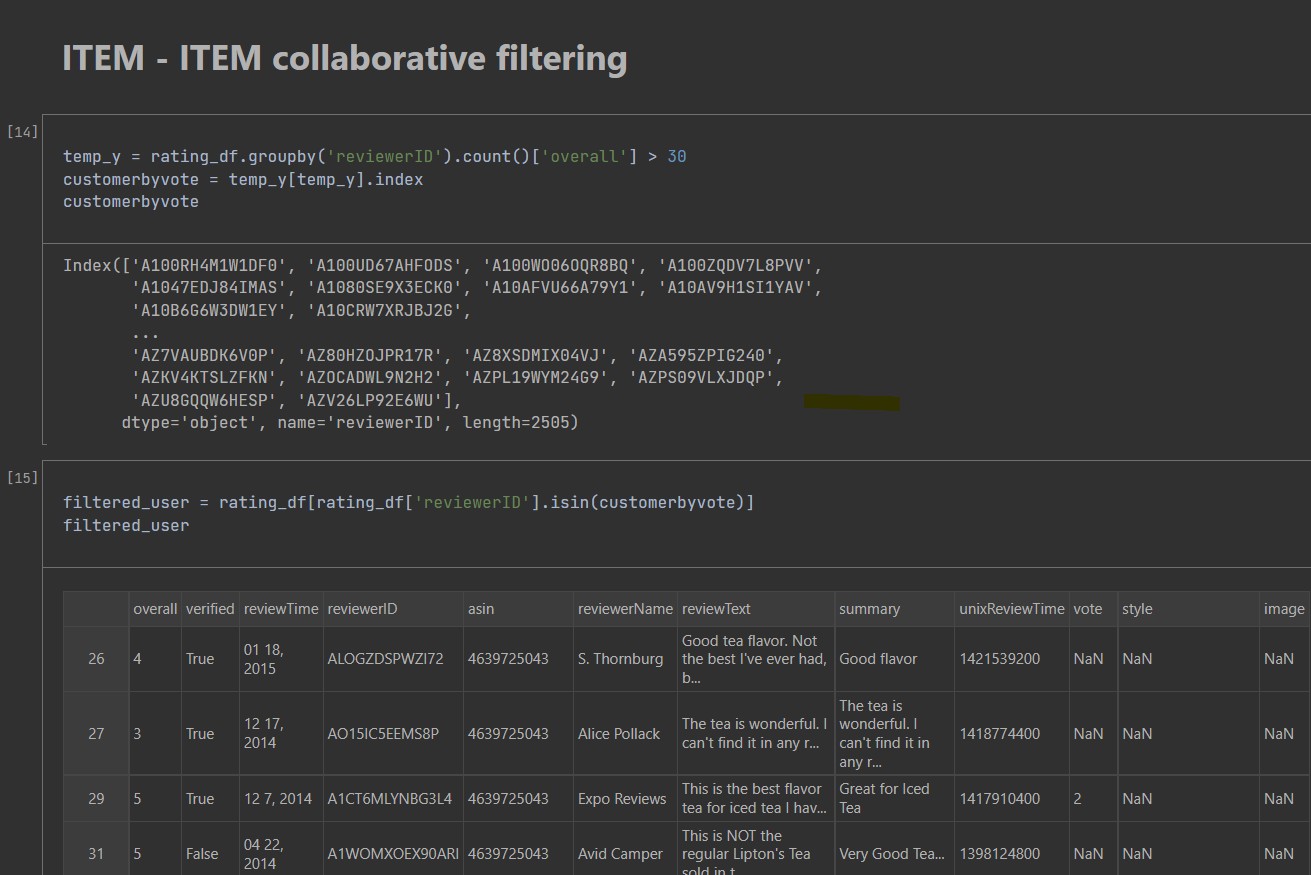 ITEM - ITEM collaborative filtering
[14]
temp_y = rating_df.groupby('reviewerID').count()['overall'] > 30
customerbyvote = temp_y[temp_y].index
customerbyvote
Index(['A100RH4M1W1DF0', 'A100UD67AHFODS', 'A100WO06OQR8BQ', 'A100ZQDV7L8PVV',
'A1047EDJ84IMAS', 'A1080SE9X3ECK0', 'A10AFVU66A79Y1', 'A10AV9H1SI1YAV',
'A10B6G6W3DW1EY', 'A10CRW7XRJBJ2G',
...
'AZ7VAUBDK6V0P', 'AZ80HZOJPR17R', 'AZ8XSDMIX04VJ', 'AZA595ZPIG240',
'AZKV4KTSLZFKN', 'AZOCADWL9N2H2', 'AZPL19WYM24G9', 'AZPS09VLXJDQP',
'AZU8GQQW6HESP', 'AZV26LP92E6WU'],
dtype='object', name='reviewerID', length=2505)
[15]
filtered_user = rating_df[rating_df['reviewerID'].isin(customerbyvote)]
filtered_user
overall verified reviewTime reviewerID asin reviewerName reviewText summary unixReviewTime vote style image
26 4 True 01 18, 2015 ALOGZDSPWZI72 4639725043 S. Thornburg Good tea flavor. Not the best I've ever had, b... Good flavor 1421539200 NaN NaN NaN
27 3 True 12 17, 2014 AO15IC5EEMS8P 4639725043 Alice Pollack The tea is wonderful. I can't find it in any r... The tea is wonderful. I can't find it in any r... 1418774400 NaN NaN NaN
29 5 True 12 7, 2014 A1CT6MLYNBG3L4 4639725043 Expo Reviews This is the best flavor tea for iced tea I hav... Great for Iced Tea 1417910400 2 NaN NaN
31 5 False 04 22, 2014 A1WOMXOEX90ARI 4639725043 Avid Camper This is NOT the regular Lipton's Tea sold in t... Very Good Tea... 1398124800 NaN NaN NaN